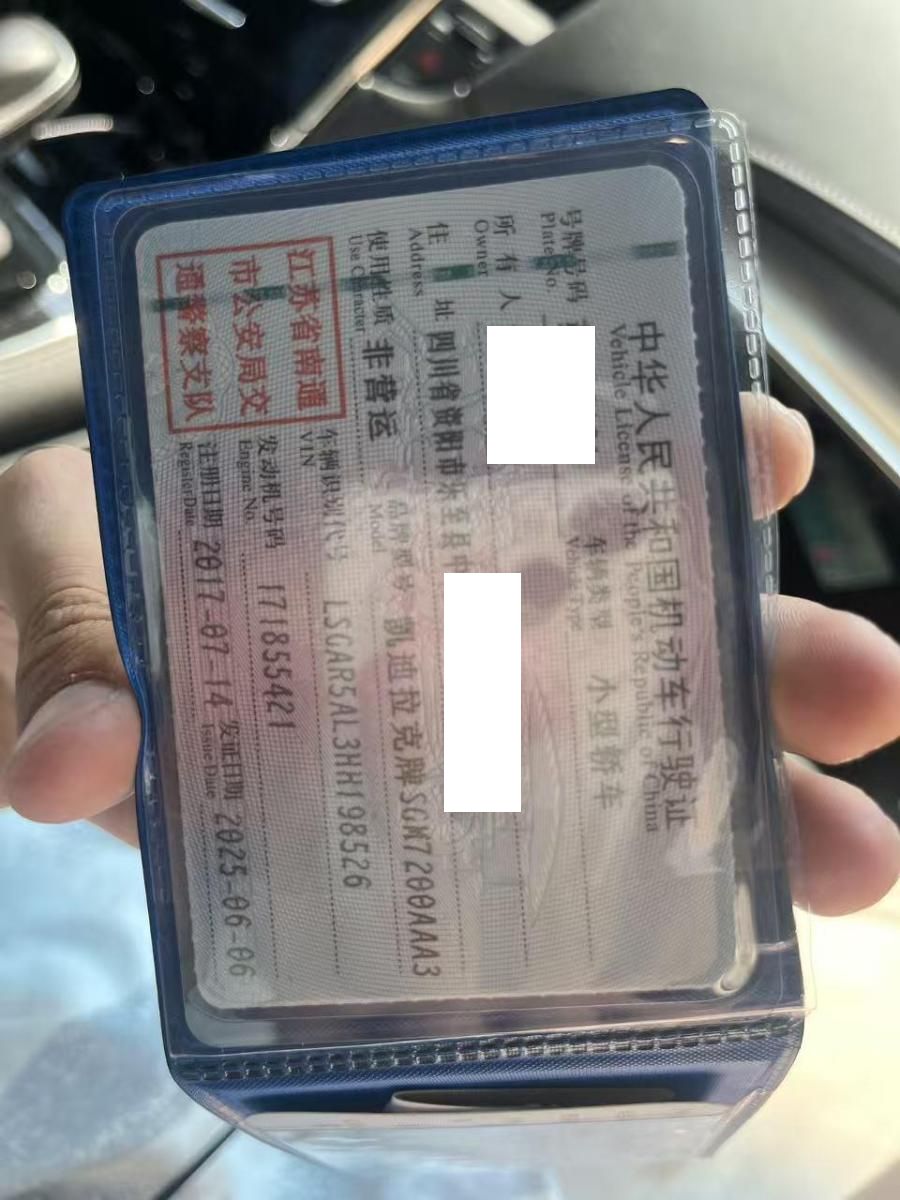 中华人民共和国机动车行驶证
Vehicle License of the People's Republic of China
号牌号码
Plate No.
车辆类型 小型轿车
Vehicle Type
所有人
Owner
住址 四川省资阳市乐至县中
Address
使用性质 非营运
Use Character
品牌型号 凯迪拉克牌SGM7200AAA3
Model
江苏省南通
市公安局交
通警察支队
车辆识别代号 LSGAR5AL3HH198526
VIN
发动机号码 171855421
Engine No.
注册日期 2017-07-14 发证日期 2025-06-06
Register Date Issue Date